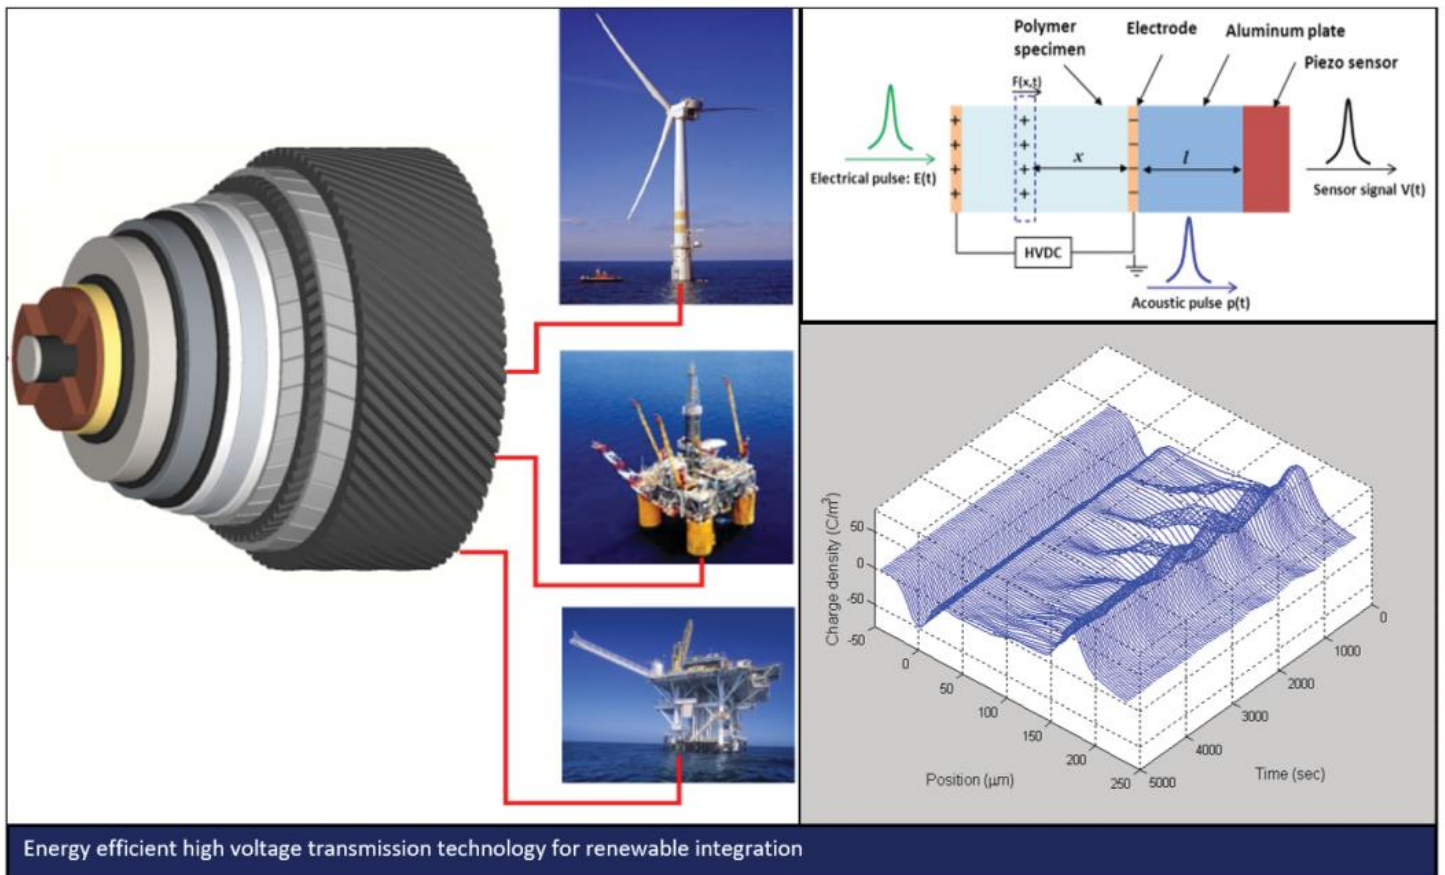 Polymer
specimen
Electrode
Aluminum plate
Piezo sensor
F(x,t)
+
+
+
+
+
+
+
+
−
−
−
−
x
l
Electrical pulse: E(t)
Sensor signal V(t)
HVDC
Acoustic pulse p(t)
Charge density (C/m³)
50
0
-50
-50
0
50
100
150
200
250
Position (μm)
0
1000
2000
3000
4000
5000
Time (sec)
Energy efficient high voltage transmission technology for renewable integration